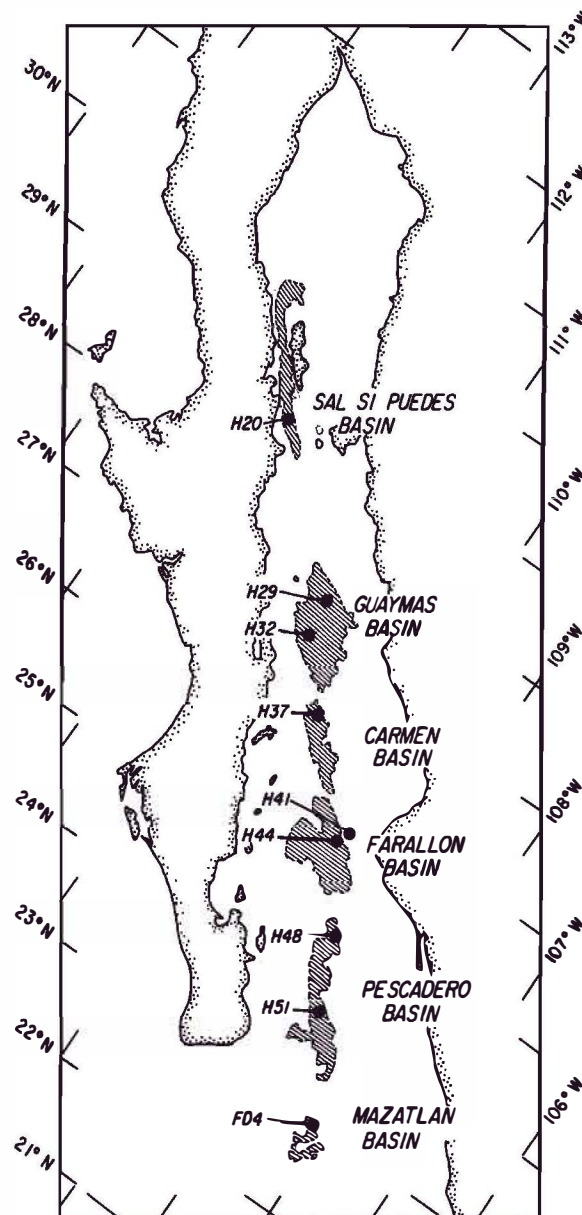 113°W
30°N
29°N
112°W
28°N
111°W
SAL SI PUEDES
BASIN
H20
27°N
110°W
26°N
H29
GUAYMAS
BASIN
H32
109°W
25°N
H37
CARMEN
BASIN
H41
24°N
108°W
H44
FARALLON
BASIN
23°N
H48
107°W
PESCADERO
BASIN
H51
22°N
FD4
MAZATLAN
BASIN
106°W
21°N